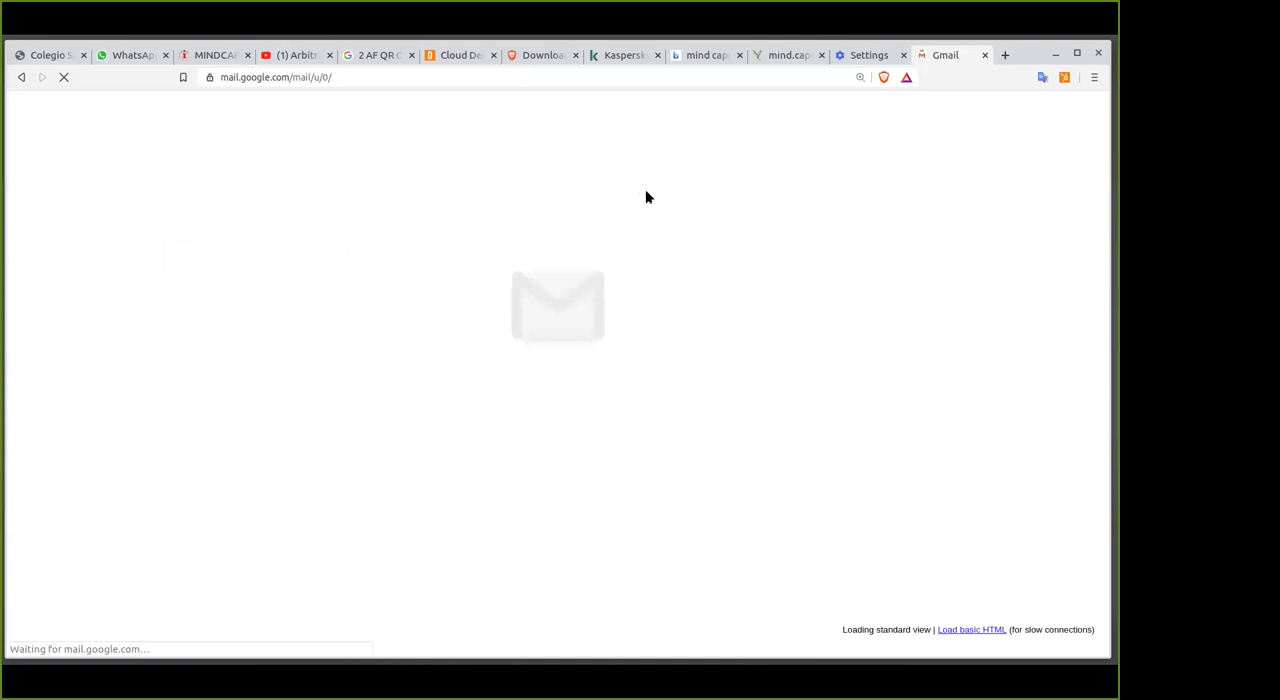 Colegio S
WhatsAp
MINDCA
(1) Arbit
2 AF QR C
Cloud De
Downloa
Kaspersk
mind cap
mind.cap
Settings
Gmail
mail.google.com/mail/u/0/
Loading standard view | Load basic HTML (for slow connections)
Waiting for mail.google.com...